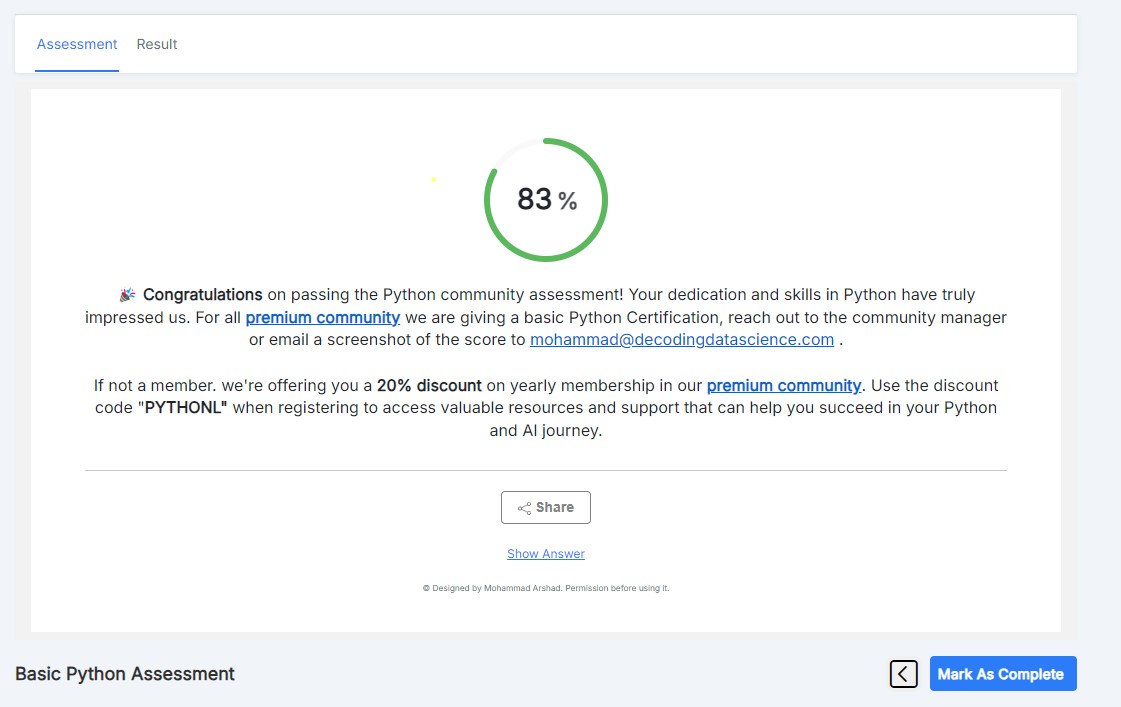 Assessment Result
83 %
🎉 Congratulations on passing the Python community assessment! Your dedication and skills in Python have truly
impressed us. For all premium community we are giving a basic Python Certification, reach out to the community manager
or email a screenshot of the score to mohammad@decodingdatascience.com .
If not a member. we're offering you a 20% discount on yearly membership in our premium community. Use the discount
code "PYTHONL" when registering to access valuable resources and support that can help you succeed in your Python
and AI journey.
Share
Show Answer
© Designed by Mohammad Arshad. Permission before using it.
Basic Python Assessment
Mark As Complete